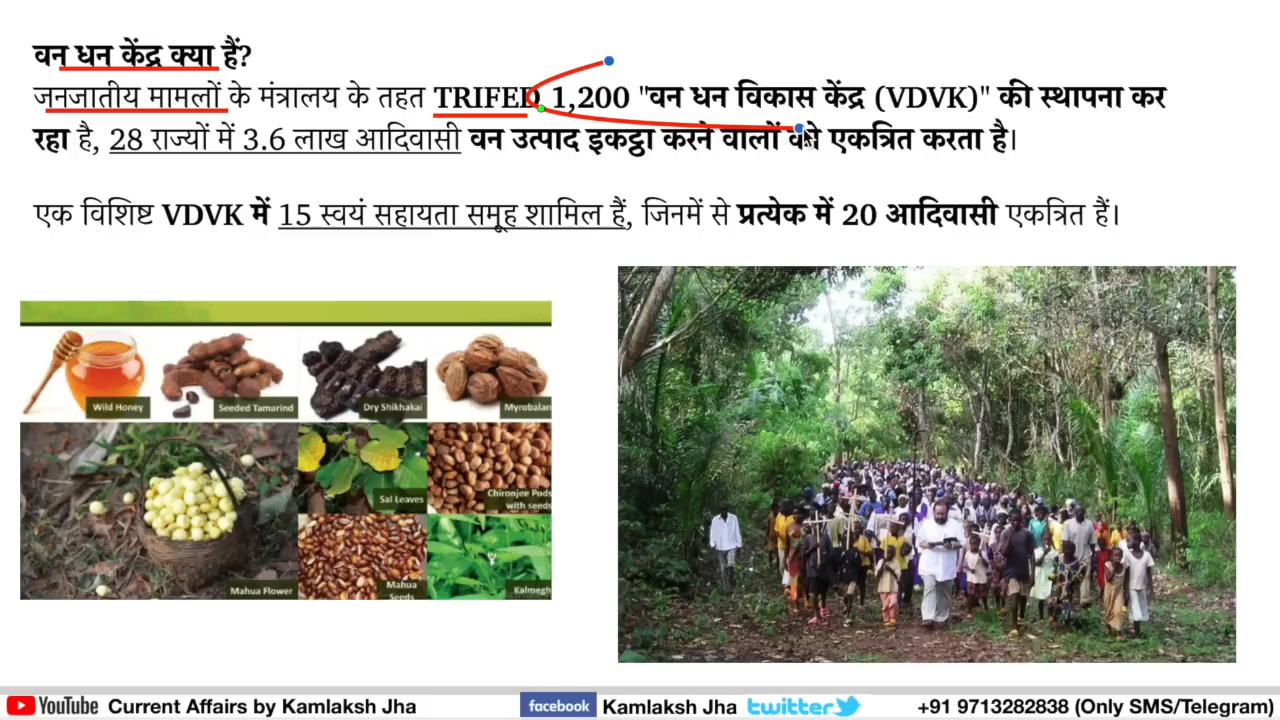 वन धन केंद्र क्या हैं?
जनजातीय मामलों के मंत्रालय के तहत TRIFED 1,200 "वन धन विकास केंद्र (VDVK)" की स्थापना कर
रहा है, 28 राज्यों में 3.6 लाख आदिवासी वन उत्पाद इकट्ठा करने वालों को एकत्रित करता है।
एक विशिष्ट VDVK में 15 स्वयं सहायता समूह शामिल हैं, जिनमें से प्रत्येक में 20 आदिवासी एकत्रित हैं।
Wild Honey
Seeded Tamarind
Dry Shikhakai
Myrobalan
Mahua Flower
Sal Leaves
Chironjee Pods
with seeds
Mahua
Seeds
Kalmegh
YouTube Current Affairs by Kamlaksh Jha facebook Kamlaksh Jha twitter +91 9713282838 (Only SMS/Telegram)